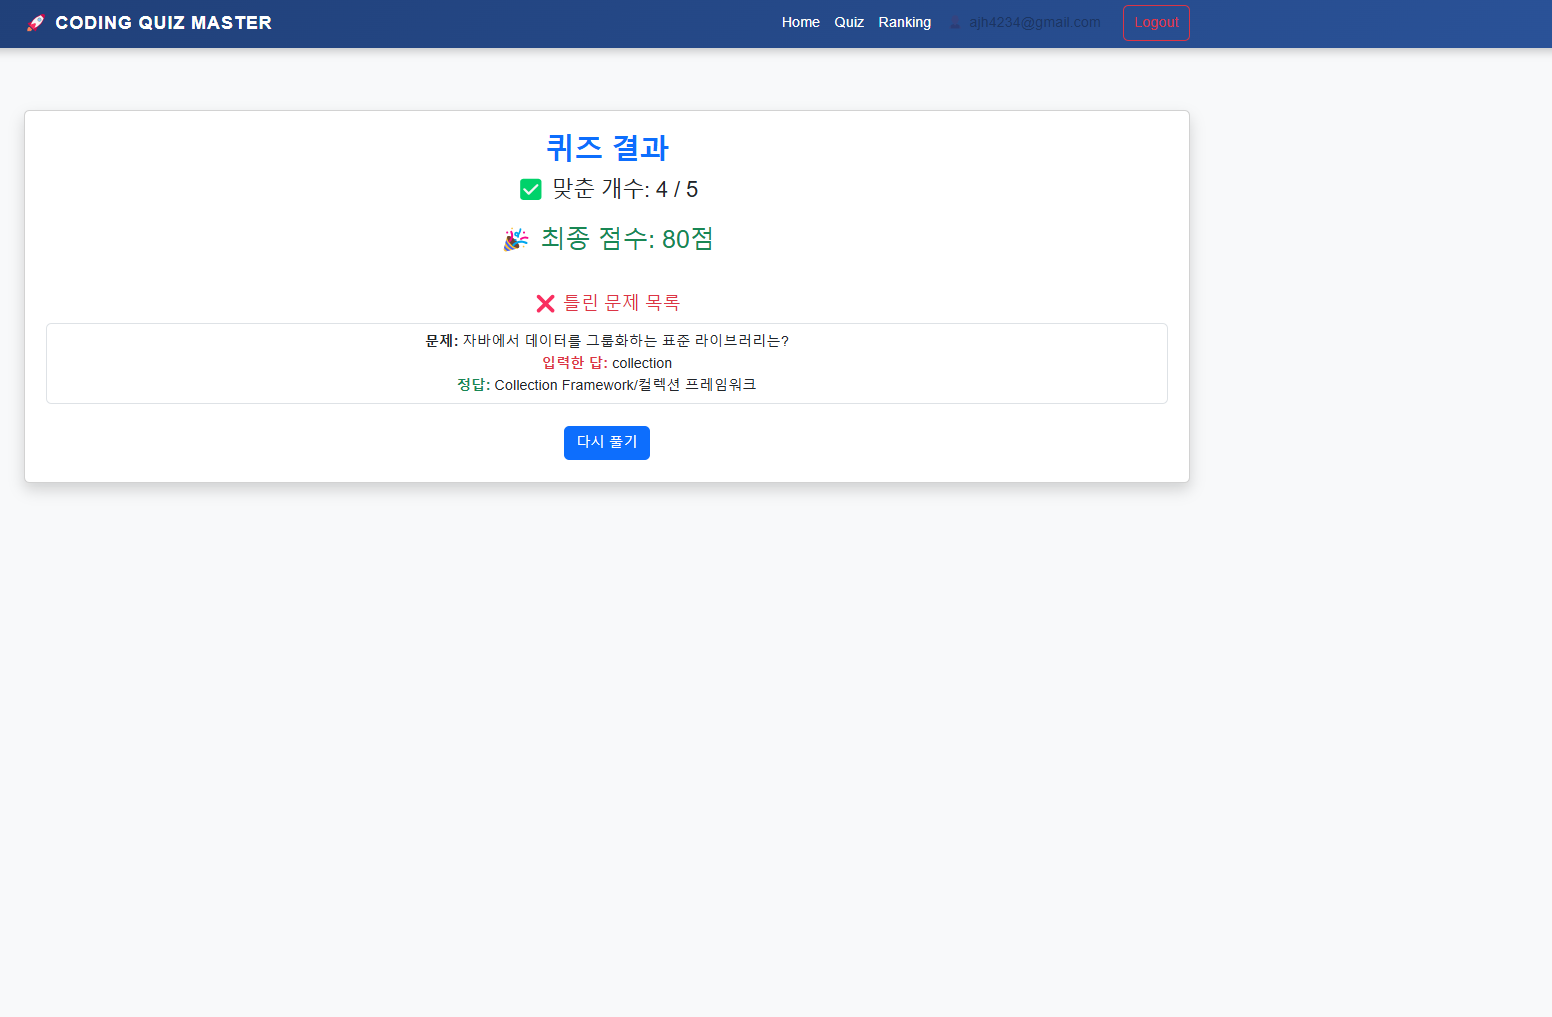 CODING QUIZ MASTER
Home Quiz Ranking ajh4234@gmail.com Logout
퀴즈 결과
맞춘 개수: 4 / 5
최종 점수: 80점
틀린 문제 목록
문제: 자바에서 데이터를 그룹화하는 표준 라이브러리는?
입력한 답: collection
정답: Collection Framework/컬렉션 프레임워크
다시 풀기